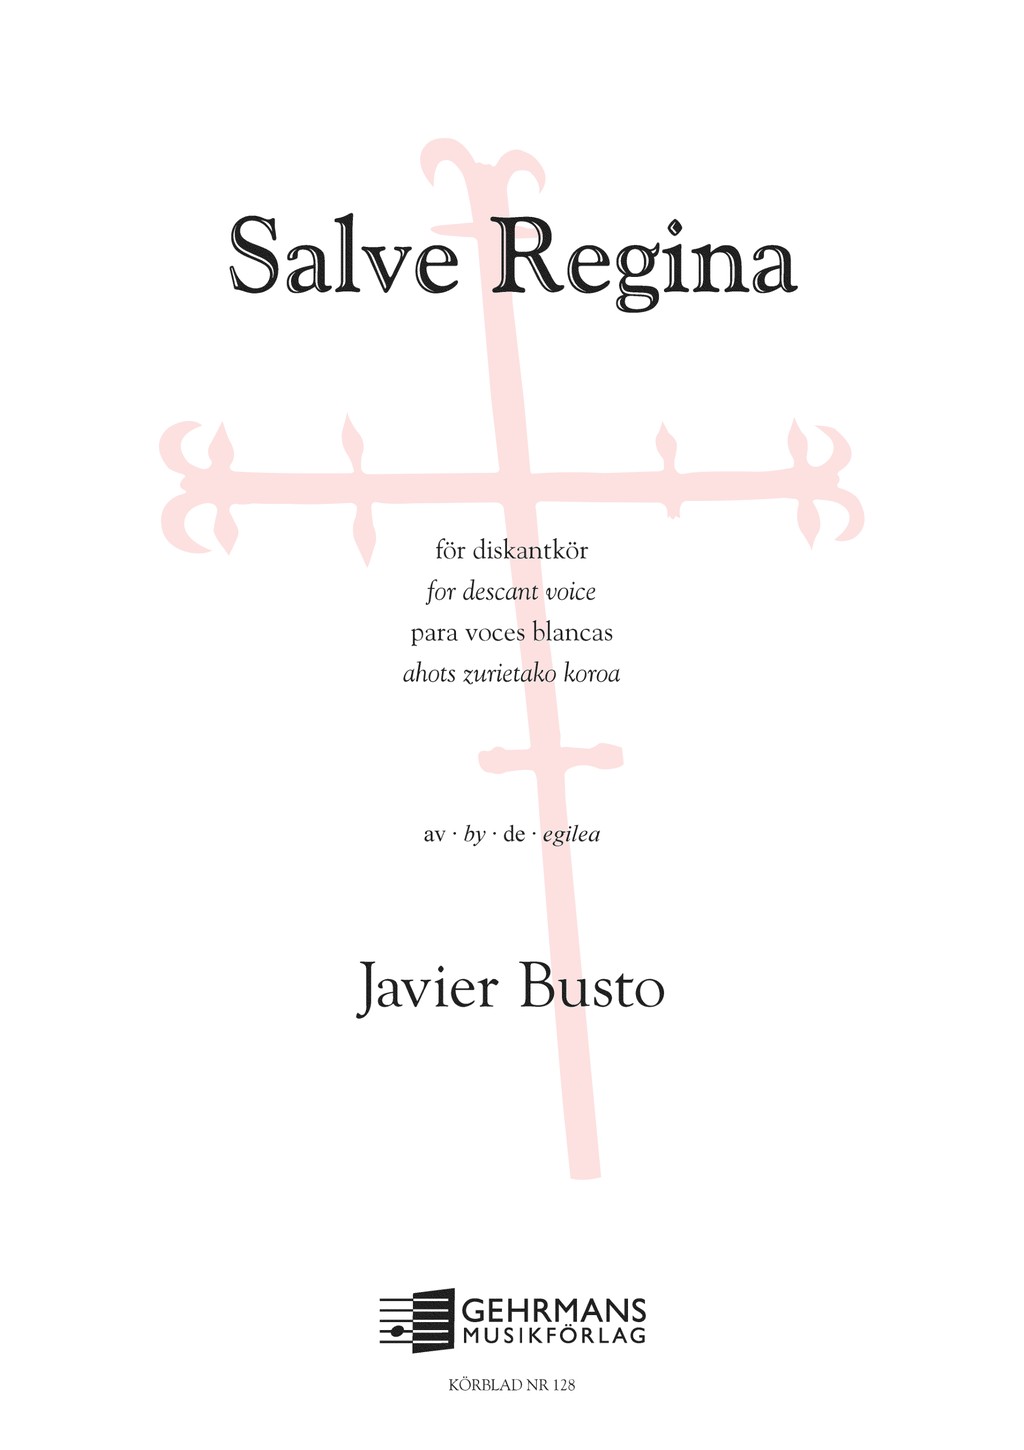 Salve Regina
för diskantkör
for descant voice
para voces blancas
ahots zurietako koroa
av · by · de · egilea
Javier Busto
GEHRMANS
MUSIKFÖRLAG
KÖRBLAD NR 128